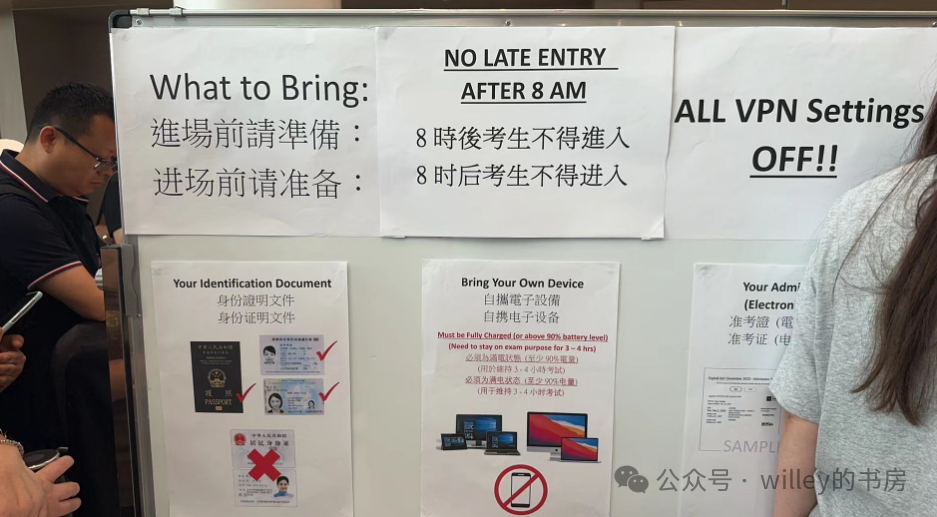 What to Bring:
進場前請準備：
进场前请准备：
NO LATE ENTRY
AFTER 8 AM
8 時後考生不得進入
8 时后考生不得进入
ALL VPN Settings
OFF!!
Your Identification Document
身份證明文件
身份证明文件
PASSPORT
Bring Your Own Device
自攜電子設備
自携电子设备
Must be Fully Charged (or above 90% battery level)
(Need to stay on exam purpose for 3 – 4 hrs)
必須為滿電狀態 (至少 90%電量)
(用於維持 3 - 4 小時考試)
必须为满电状态 (至少 90%电量)
(用于维持 3 - 4 小时考试)
Your Admi
(Electron
准考證 (電
准考证 (电
SAMPL
公众号 · willey的书房